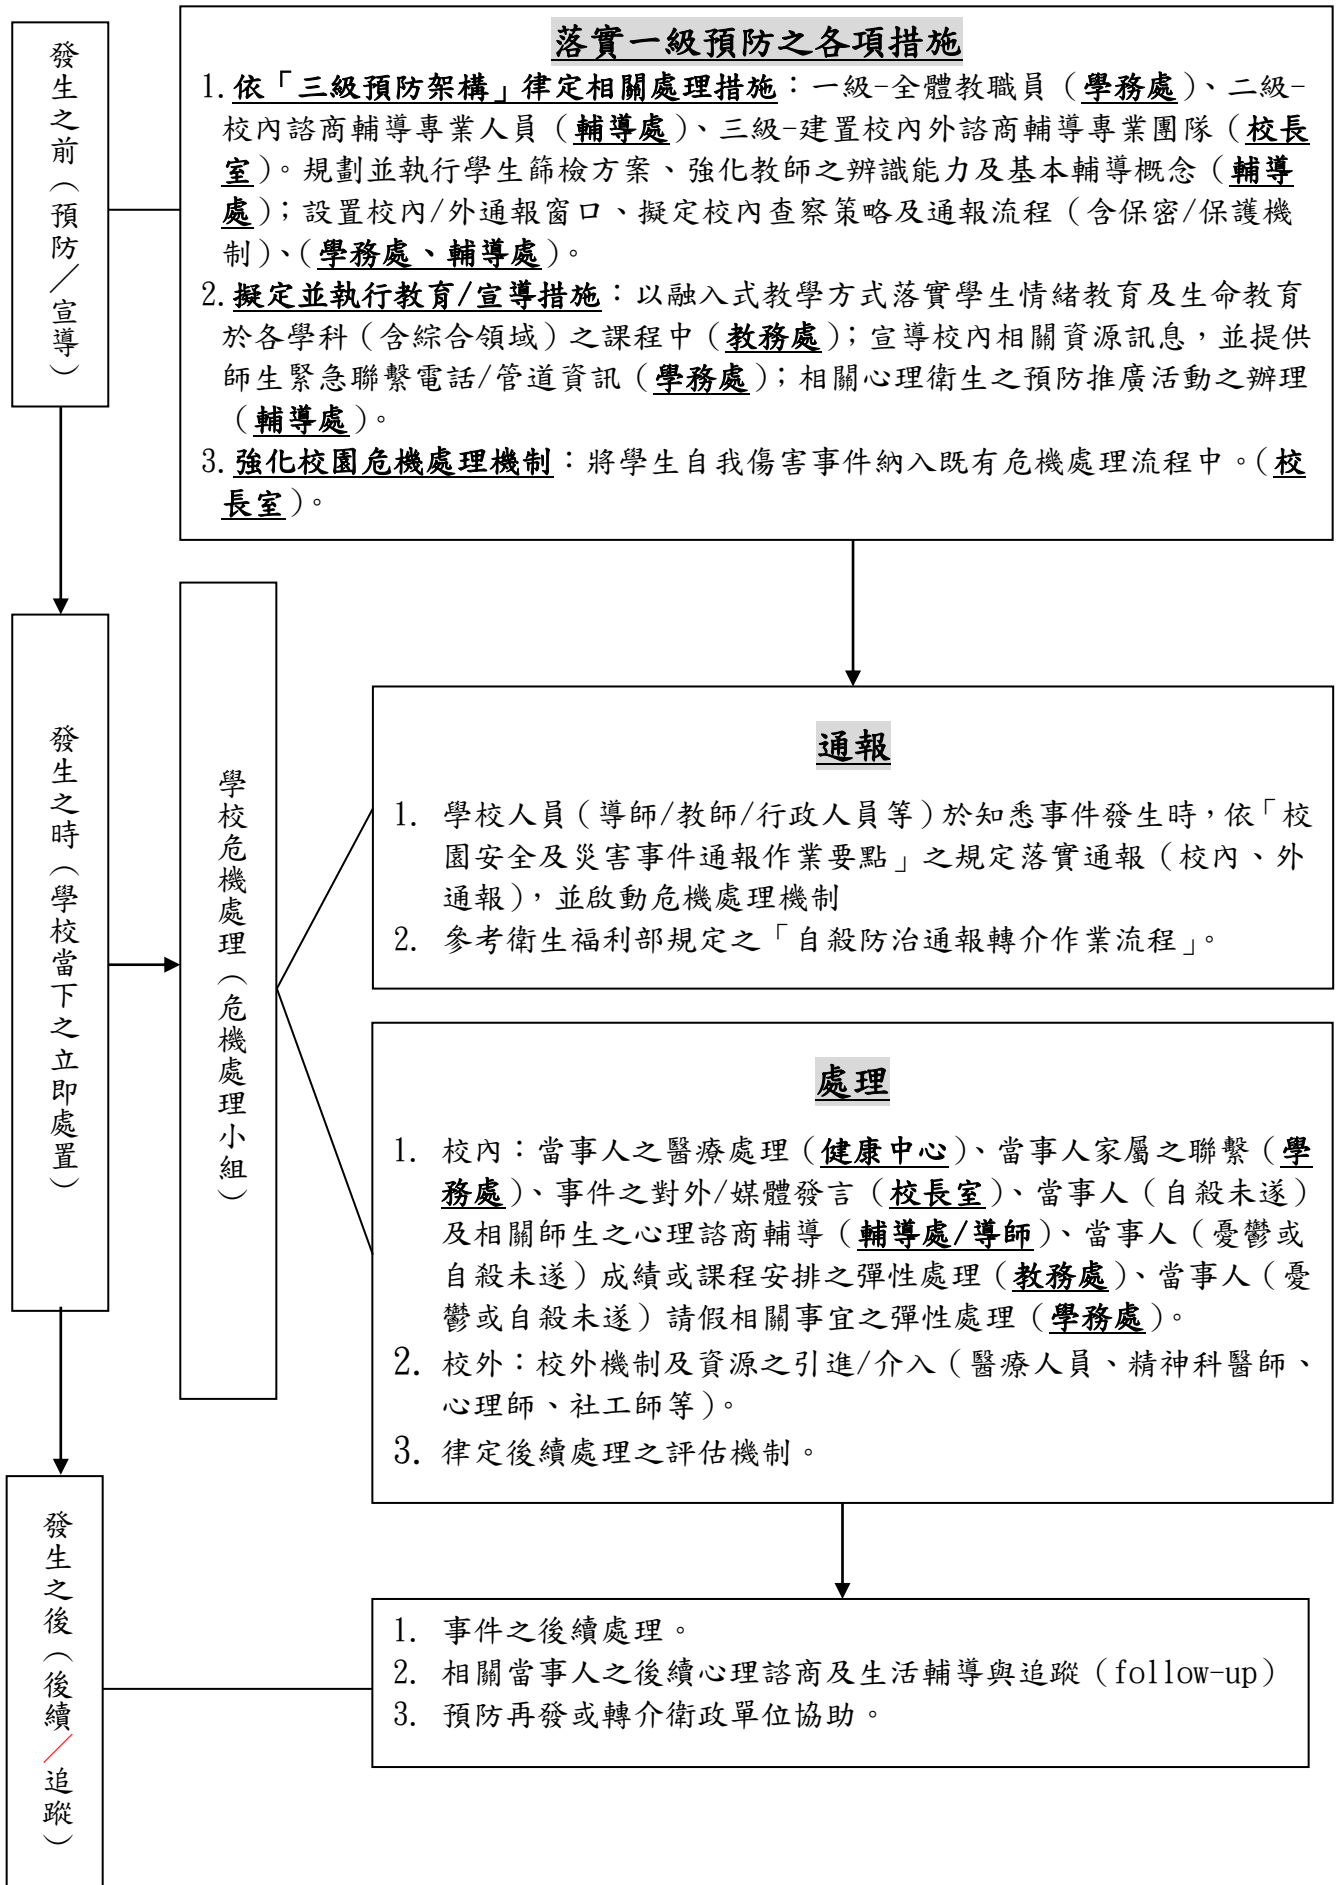 發生之前（預防／宣導）
落實一級預防之各項措施
1.依「三級預防架構」律定相關處理措施：一級-全體教職員（學務處）、二級-
校內諮商輔導專業人員（輔導處）、三級-建置校內外諮商輔導專業團隊（校長
室）。規劃並執行學生篩檢方案、強化教師之辨識能力及基本輔導概念（輔導
處）；設置校內/外通報窗口、擬定校內查察策略及通報流程（含保密/保護機
制）、（學務處、輔導處）。
2.擬定並執行教育/宣導措施：以融入式教學方式落實學生情緒教育及生命教育
於各學科（含綜合領域）之課程中（教務處）；宣導校內相關資源訊息，並提供
師生緊急聯繫電話/管道資訊（學務處）；相關心理衛生之預防推廣活動之辦理
（輔導處）。
3.強化校園危機處理機制：將學生自我傷害事件納入既有危機處理流程中。（校
長室）。
發生之時（學校當下之立即處置）
學校危機處理（危機處理小組）
通報
1. 學校人員（導師/教師/行政人員等）於知悉事件發生時，依「校
園安全及災害事件通報作業要點」之規定落實通報（校內、外
通報），並啟動危機處理機制
2. 參考衛生福利部規定之「自殺防治通報轉介作業流程」。
處理
1. 校內：當事人之醫療處理（健康中心）、當事人家屬之聯繫（學
務處）、事件之對外/媒體發言（校長室）、當事人（自殺未遂）
及相關師生之心理諮商輔導（輔導處/導師）、當事人（憂鬱或
自殺未遂）成績或課程安排之彈性處理（教務處）、當事人（憂
鬱或自殺未遂）請假相關事宜之彈性處理（學務處）。
2. 校外：校外機制及資源之引進/介入（醫療人員、精神科醫師、
心理師、社工師等）。
3. 律定後續處理之評估機制。
發生之後（後續／追蹤）
1. 事件之後續處理。
2. 相關當事人之後續心理諮商及生活輔導與追蹤（follow-up）
3. 預防再發或轉介衛政單位協助。